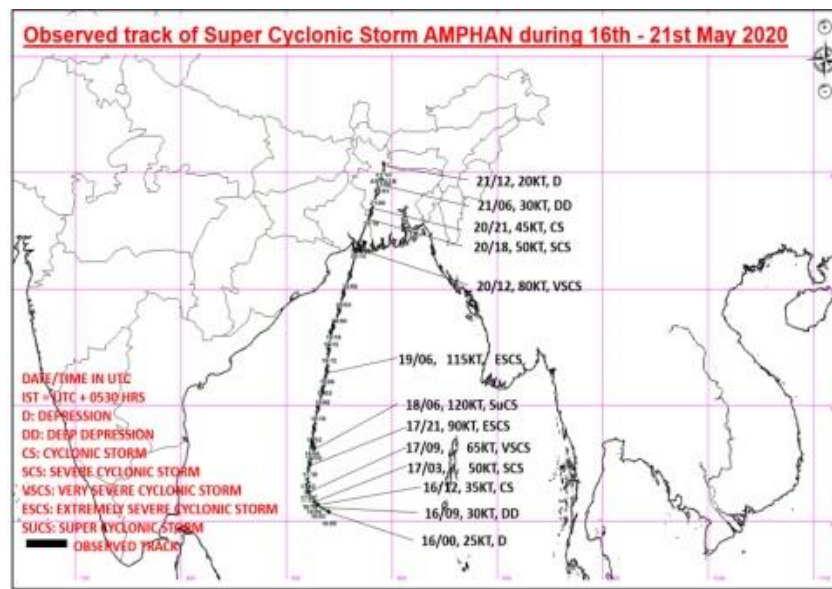 Observed track of Super Cyclonic Storm AMPHAN during 16th - 21st May 2020
21/12, 20KT, D
21/06, 30KT, DD
20/21, 45KT, CS
20/18, 50KT, SCS
20/12, 80KT, VSCS
19/06, 115KT, ESCS
18/06, 120KT, SuCS
17/21, 90KT, ESCS
17/09, 65KT, VSCS
17/03, 50KT, SCS
16/12, 35KT, CS
16/09, 30KT, DD
16/00, 25KT, D
DATE/TIME IN UTC
IST = UTC + 0530 HRS
D: DEPRESSION
DD: DEEP DEPRESSION
CS: CYCLONIC STORM
SCS: SEVERE CYCLONIC STORM
VSCS: VERY SEVERE CYCLONIC STORM
ESCS: EXTREMELY SEVERE CYCLONIC STORM
SUCS: SUPER CYCLONIC STORM
OBSERVED TRACK